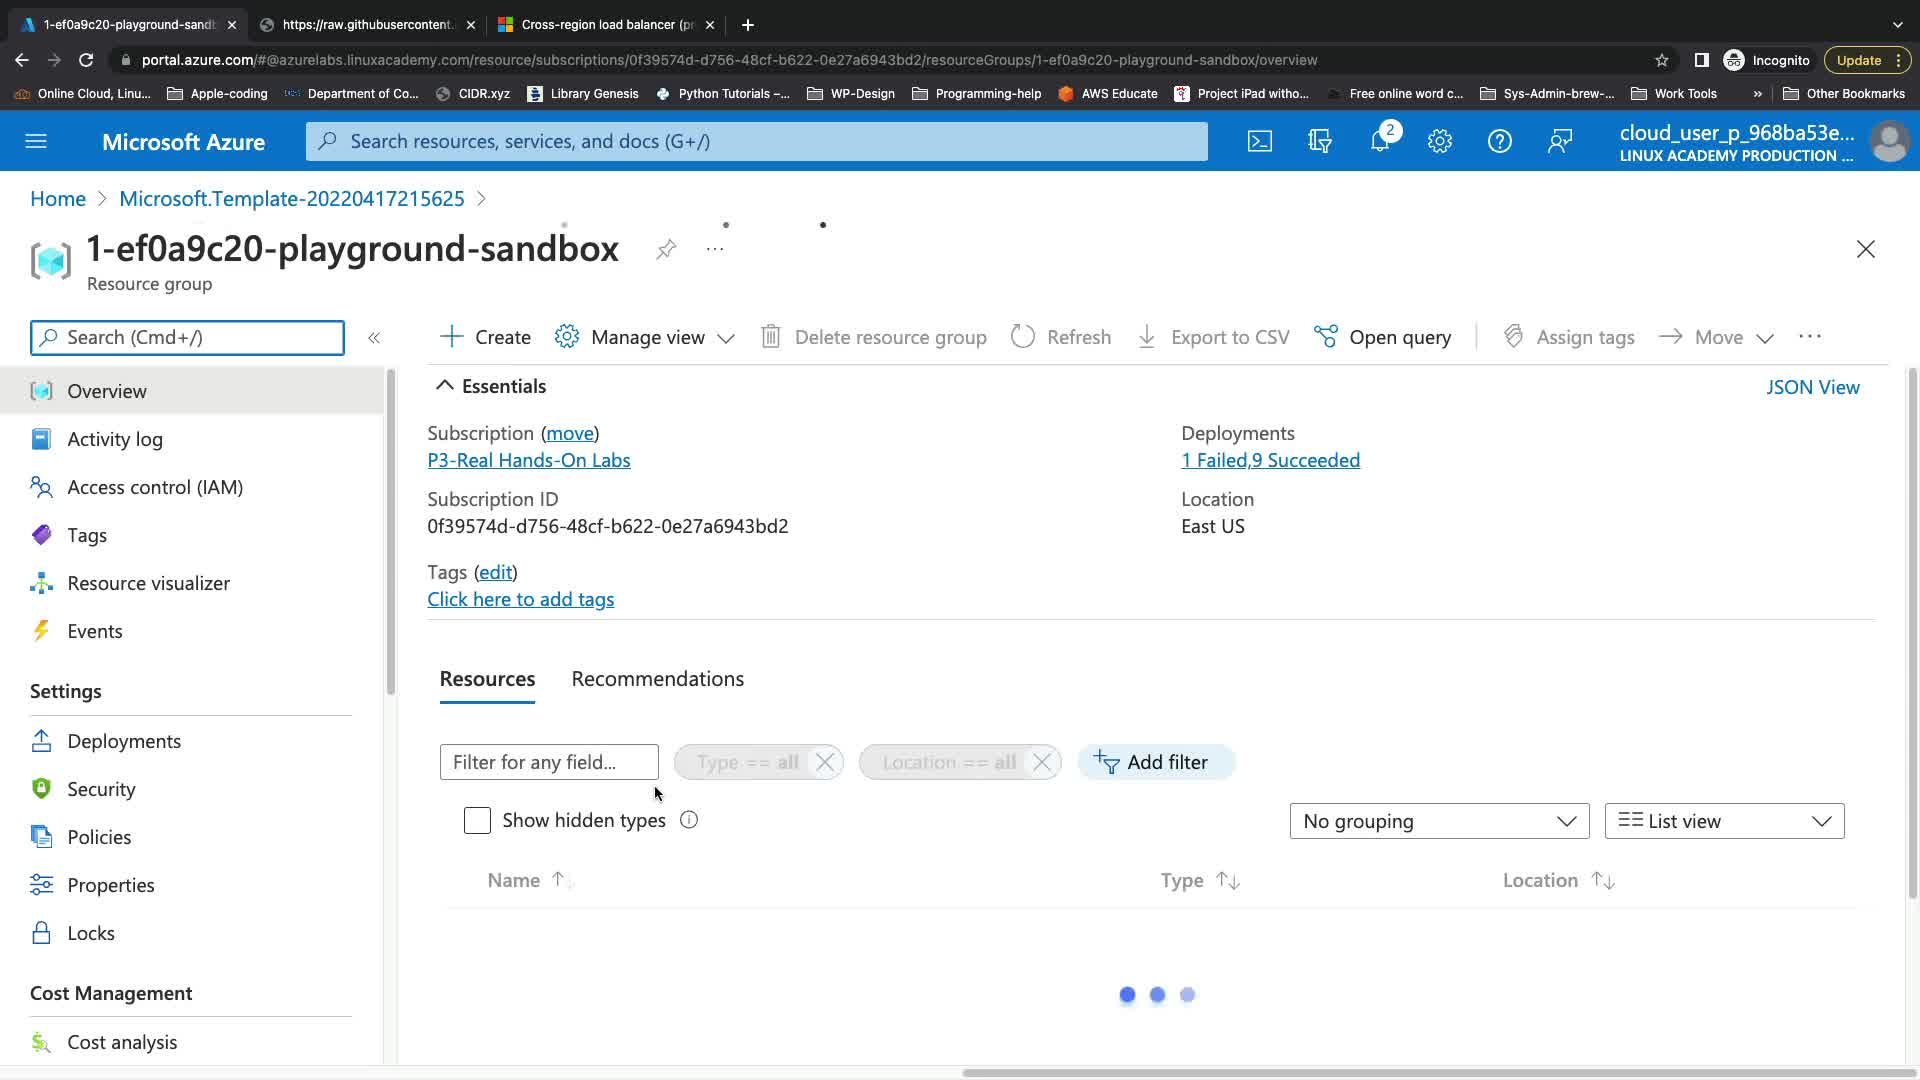 1-ef0a9c20-playground-sandb
https://raw.githubusercontent.
Cross-region load balancer (pr
portal.azure.com/#@azurelabs.linuxacademy.com/resource/subscriptions/0f39574d-d756-48cf-b622-0e27a6943bd2/resourceGroups/1-ef0a9c20-playground-sandbox/overview
Incognito
Update
Online Cloud, Linu...
Apple-coding
Department of Co...
CIDR.xyz
Library Genesis
Python Tutorials –...
WP-Design
Programming-help
AWS Educate
Project iPad witho...
Free online word c...
Sys-Admin-brew-...
Work Tools
»
Other Bookmarks
Microsoft Azure
Search resources, services, and docs (G+/)
2
cloud_user_p_968ba53e...
LINUX ACADEMY PRODUCTION ...
Home > Microsoft.Template-20220417215625 >
1-ef0a9c20-playground-sandbox
...
Resource group
Search (Cmd+/)
«
Create
Manage view
Delete resource group
Refresh
Export to CSV
Open query
Assign tags
Move
...
Overview
Activity log
Access control (IAM)
Tags
Resource visualizer
Events
Settings
Deployments
Security
Policies
Properties
Locks
Cost Management
Cost analysis
Essentials
JSON View
Subscription (move)
P3-Real Hands-On Labs
Subscription ID
0f39574d-d756-48cf-b622-0e27a6943bd2
Tags (edit)
Click here to add tags
Deployments
1 Failed,9 Succeeded
Location
East US
Resources
Recommendations
Filter for any field...
Type == all
Location == all
Add filter
Show hidden types
No grouping
List view
Name
Type
Location